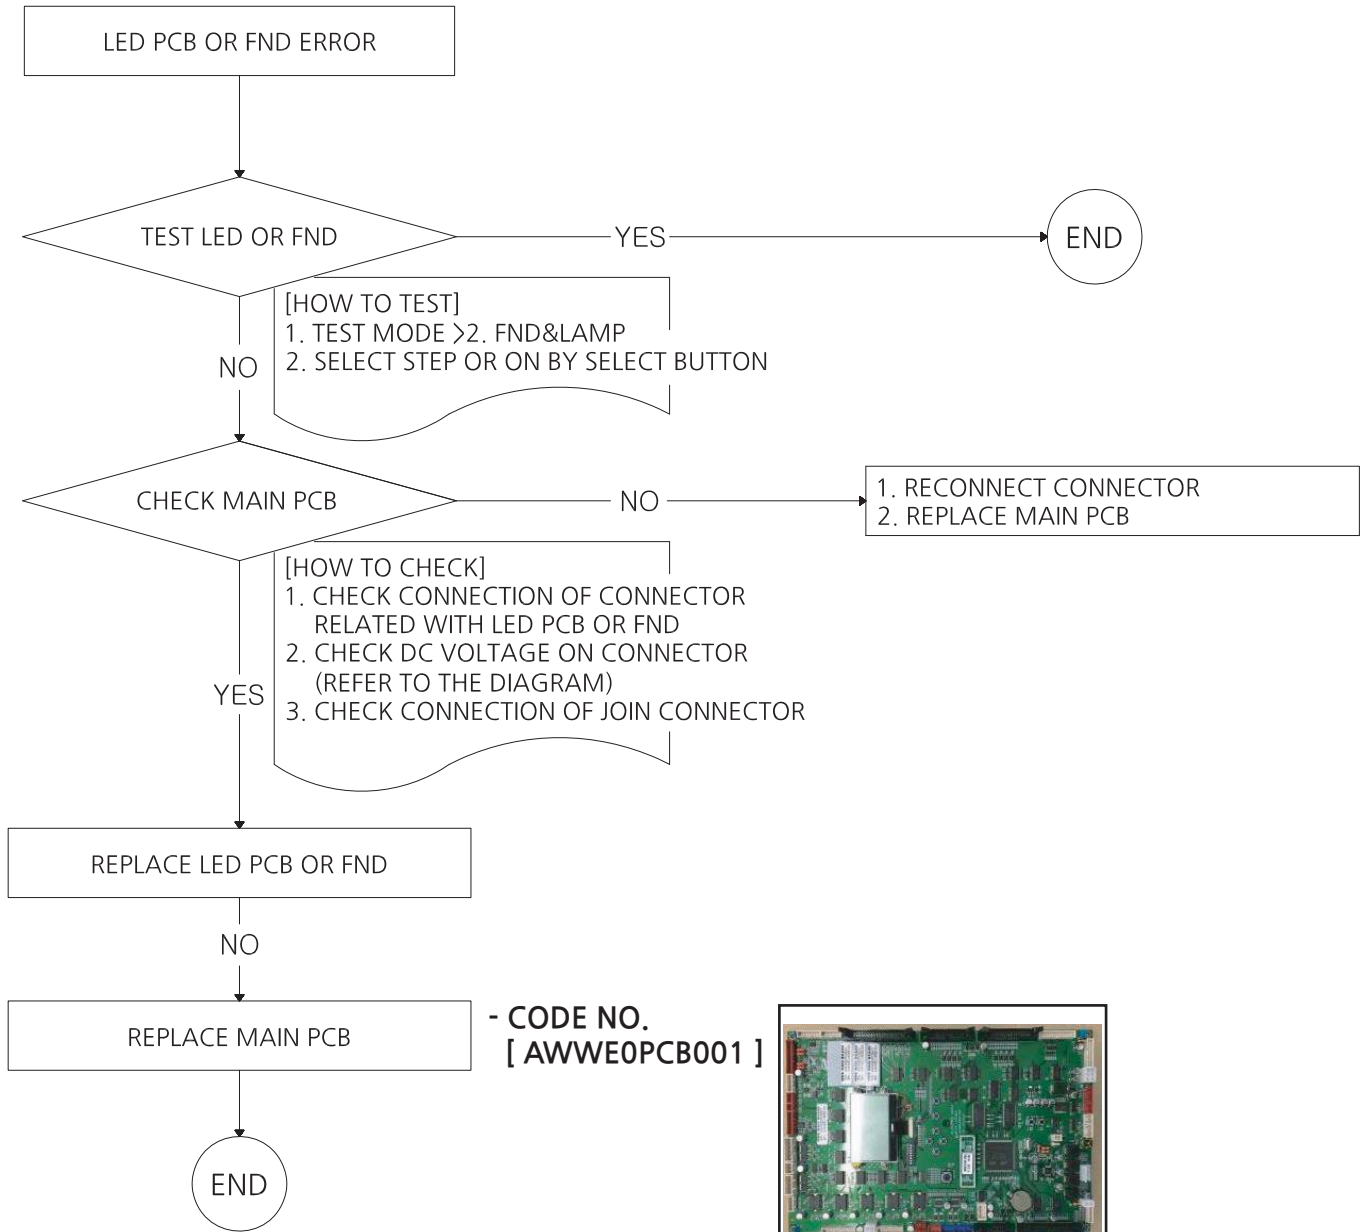 LED PCB OR FND ERROR
TEST LED OR FND
YES
END
[HOW TO TEST]
1. TEST MODE >2. FND&LAMP
2. SELECT STEP OR ON BY SELECT BUTTON
NO
CHECK MAIN PCB
NO
1. RECONNECT CONNECTOR
2. REPLACE MAIN PCB
[HOW TO CHECK]
1. CHECK CONNECTION OF CONNECTOR
RELATED WITH LED PCB OR FND
2. CHECK DC VOLTAGE ON CONNECTOR
(REFER TO THE DIAGRAM)
3. CHECK CONNECTION OF JOIN CONNECTOR
YES
REPLACE LED PCB OR FND
NO
REPLACE MAIN PCB
- CODE NO.
[ AWWE0PCB001 ]
END